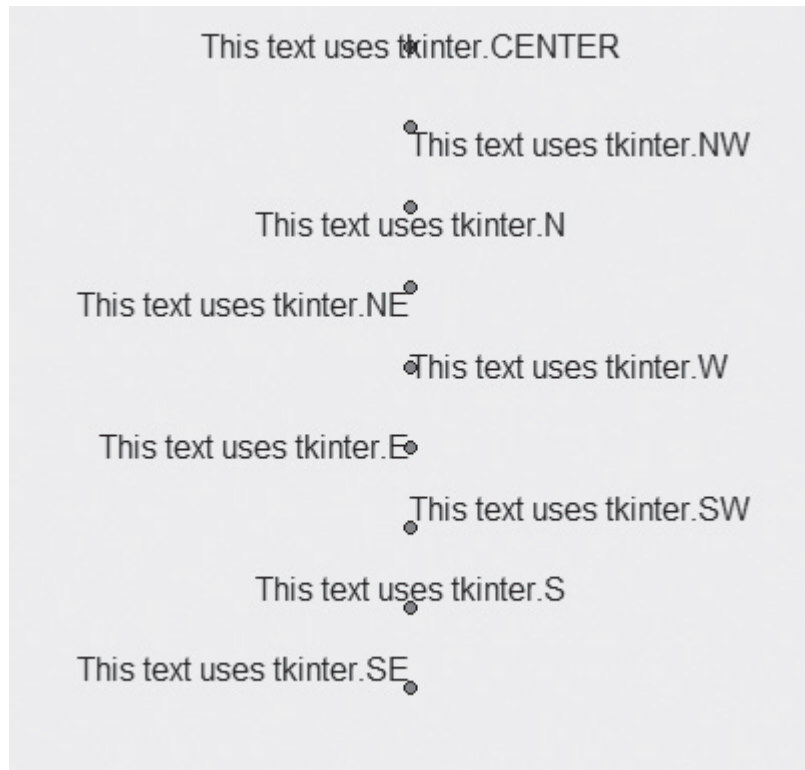 This text uses tkinter.CENTER
This text uses tkinter.NW
This text uses tkinter.N
This text uses tkinter.NE
This text uses tkinter.W
This text uses tkinter.E
This text uses tkinter.SW
This text uses tkinter.S
This text uses tkinter.SE